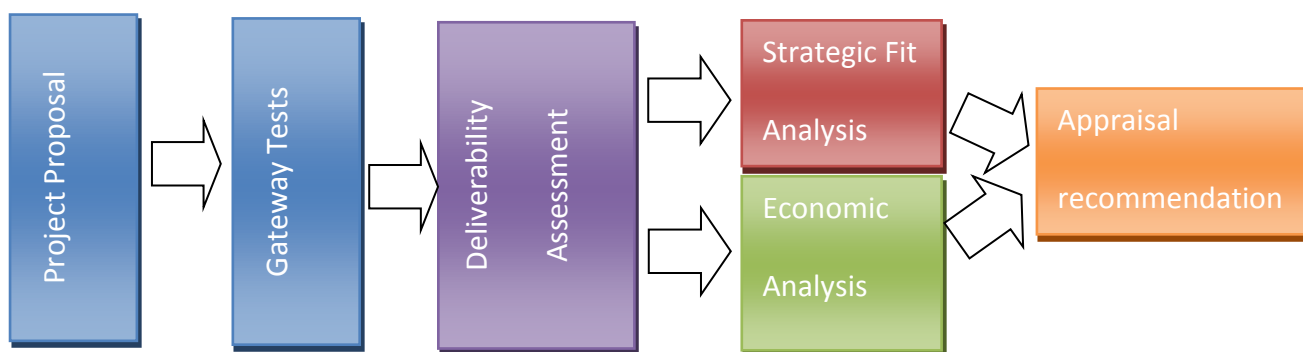 Project Proposal
Gateway Tests
Deliverability
Assessment
Strategic Fit
Analysis
Economic
Analysis
Appraisal
recommendation